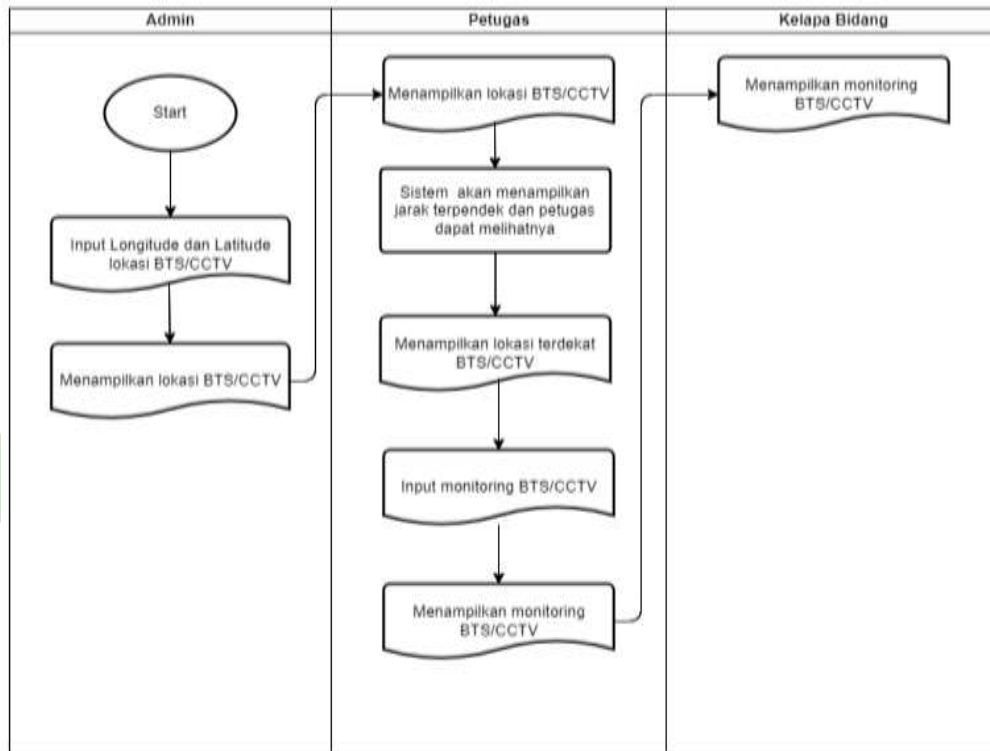 Admin
Petugas
Kelapa Bidang
Start
Input Longitude dan Latitude
lokasi BTS/CCTV
Menampilkan lokasi BTS/CCTV
Menampilkan lokasi BTS/CCTV
Sistem akan menampilkan
jarak terpendek dan petugas
dapat melihatnya
Menampilkan lokasi terdekat
BTS/CCTV
Input monitoring BTS/CCTV
Menampilkan monitoring
BTS/CCTV
Menampilkan monitoring
BTS/CCTV